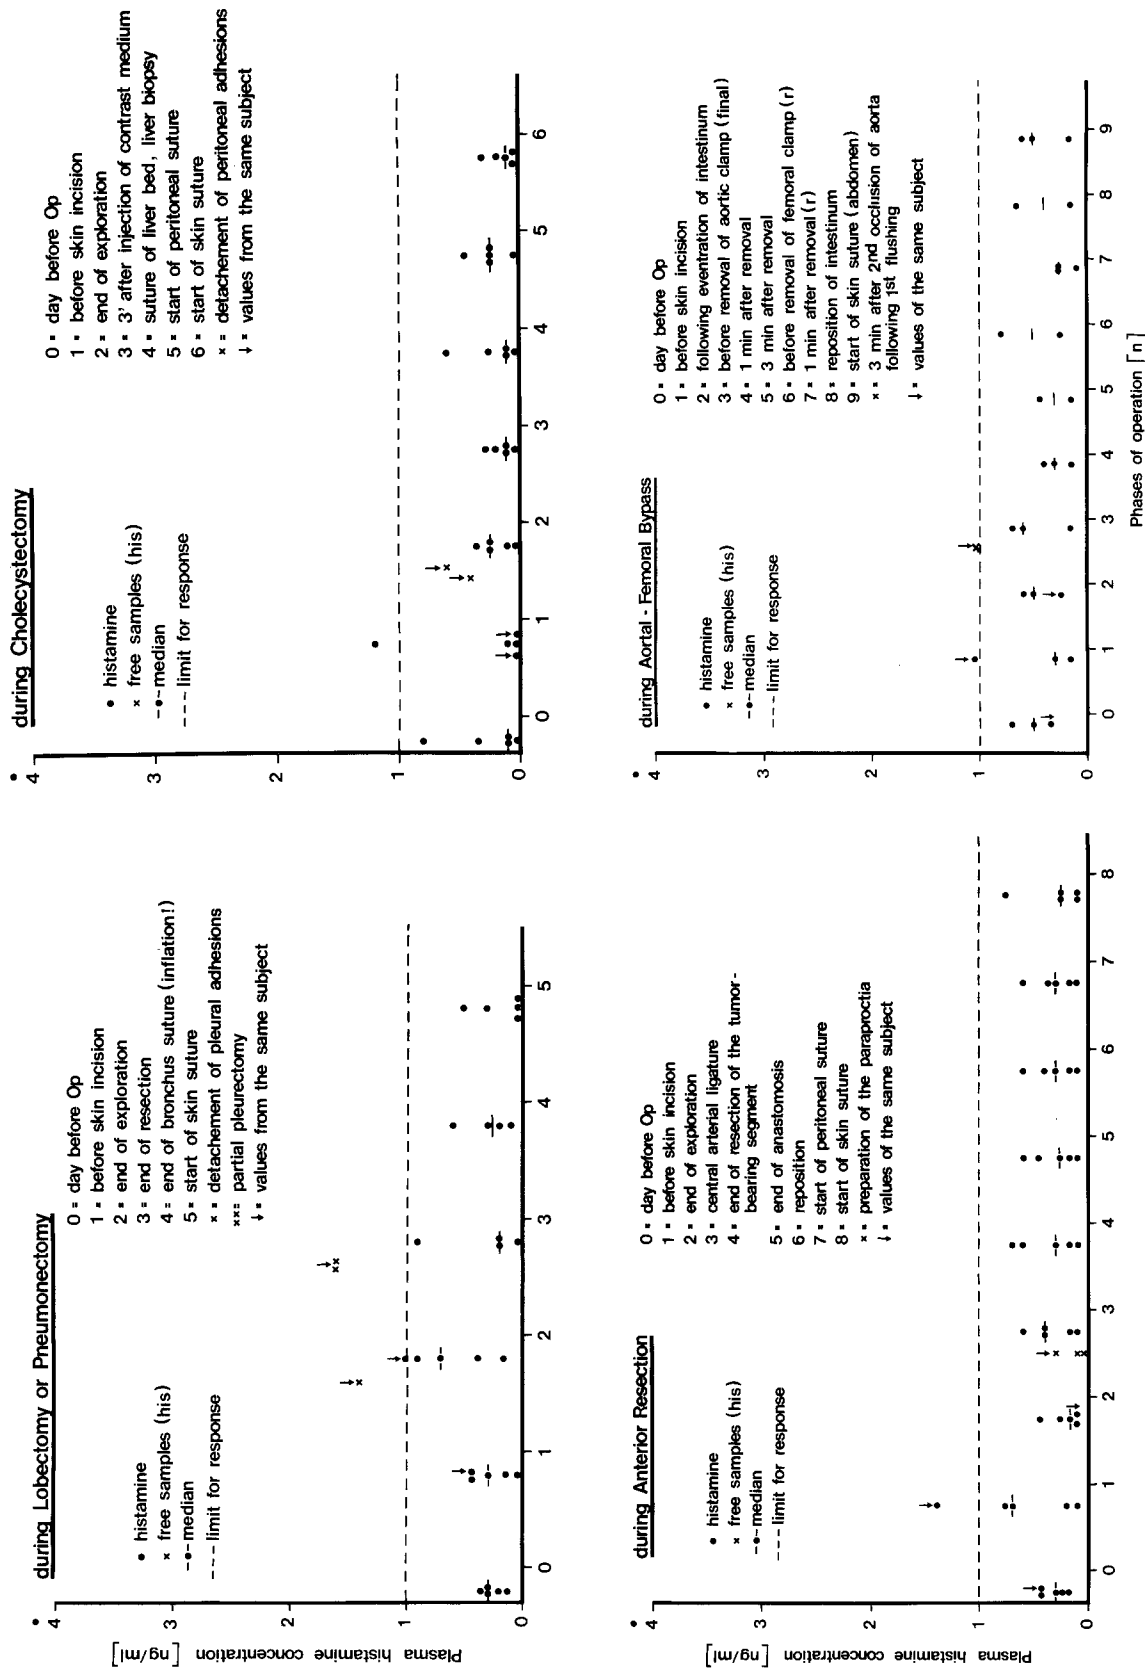 during Lobectomy or Pneumonectomy
• histamine
× free samples (his)
-•- median
--- limit for response
0 = day before Op
1 = before skin incision
2 = end of exploration
3 = end of resection
4 = end of bronchus suture (inflation!)
5 = start of skin suture
× = detachement of pleural adhesions
×× = partial pleurectomy
↓ = values from the same subject
Plasma histamine concentration [ng/ml]
4
3
2
1
0
0 1 2 3 4 5
during Cholecystectomy
• histamine
× free samples (his)
-•- median
--- limit for response
0 = day before Op
1 = before skin incision
2 = end of exploration
3 = 3' after injection of contrast medium
4 = suture of liver bed, liver biopsy
5 = start of peritoneal suture
6 = start of skin suture
× = detachement of peritoneal adhesions
↓ = values from the same subject
4
3
2
1
0
0 1 2 3 4 5 6
during Anterior Resection
• histamine
× free samples (his)
-•- median
--- limit for response
0 = day before Op
1 = before skin incision
2 = end of exploration
3 = central arterial ligature
4 = end of resection of the tumor-
bearing segment
5 = end of anastomosis
6 = reposition
7 = start of peritoneal suture
8 = start of skin suture
× = preparation of the paraproctia
↓ = values of the same subject
Plasma histamine concentration [ng/ml]
4
3
2
1
0
0 1 2 3 4 5 6 7 8
during Aortal - Femoral Bypass
• histamine
× free samples (his)
-•- median
--- limit for response
0 = day before Op
1 = before skin incision
2 = following eventration of intestinum
3 = before removal of aortic clamp (final)
4 = 1 min after removal
5 = 3 min after removal
6 = before removal of femoral clamp (r)
7 = 1 min after removal (r)
8 = reposition of intestinum
9 = start of skin suture (abdomen)
× = 3 min after 2nd occlusion of aorta
following 1st flushing
↓ = values of the same subject
4
3
2
1
0
0 1 2 3 4 5 6 7 8 9
Phases of operation [n]